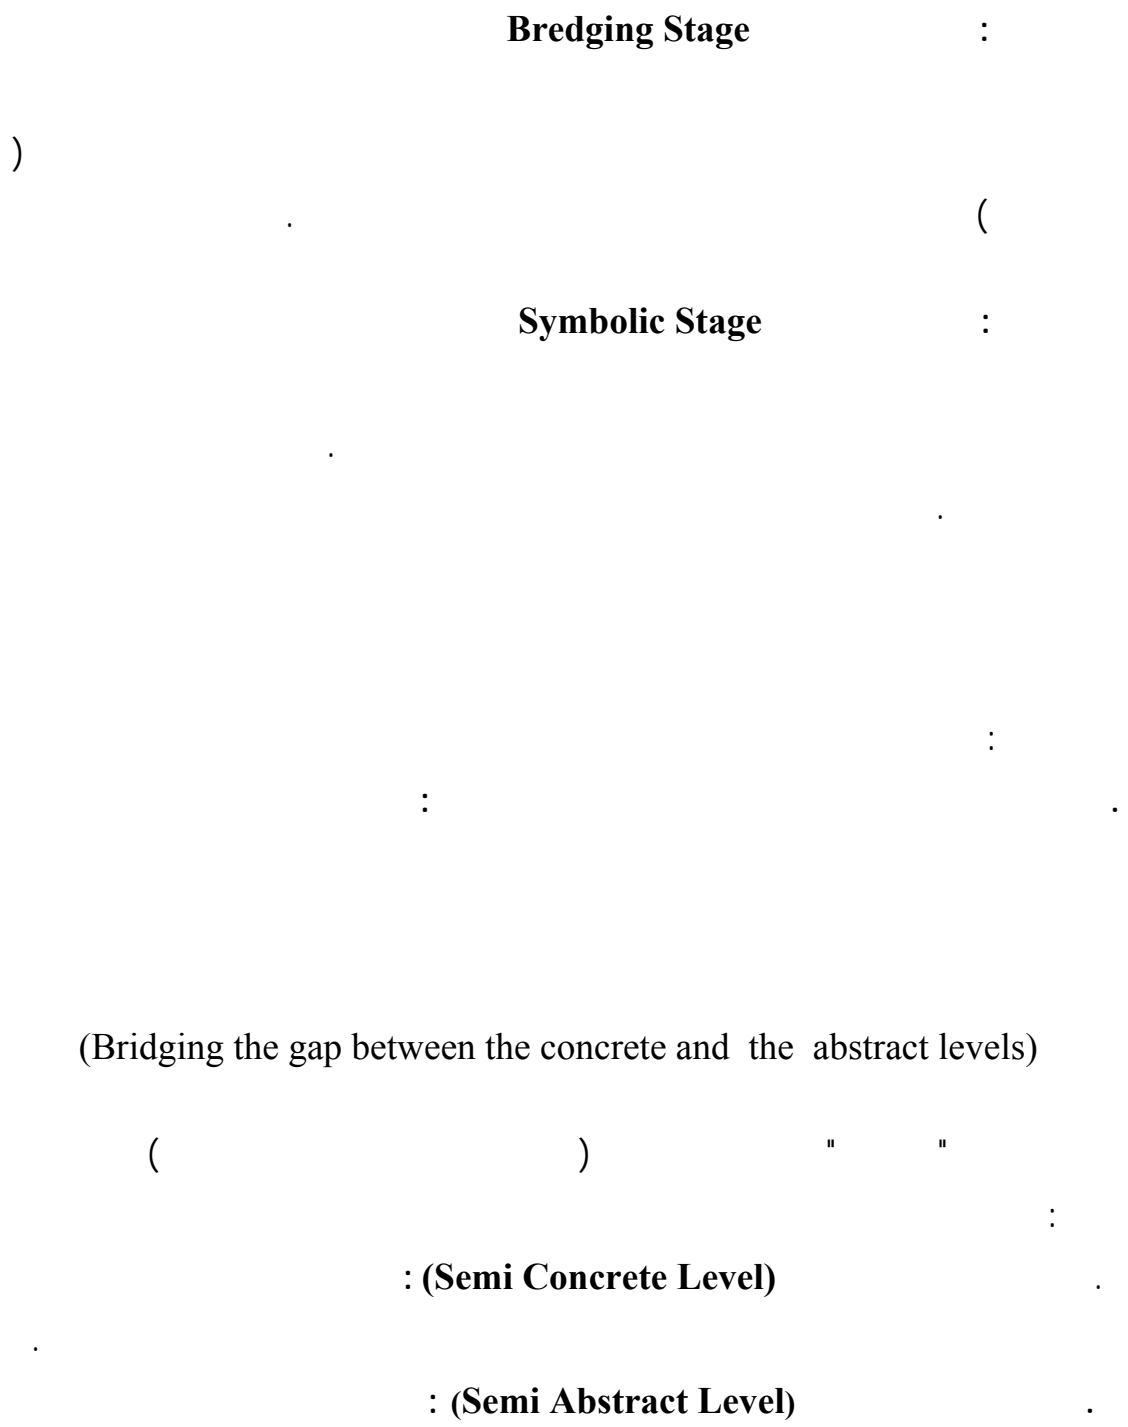 Bredging Stage :
)
( .
Symbolic Stage :
.
.
:
. :
(Bridging the gap between the concrete and the abstract levels)
" " ) (
:
. (Semi Concrete Level) :
.
. (Semi Abstract Level) :